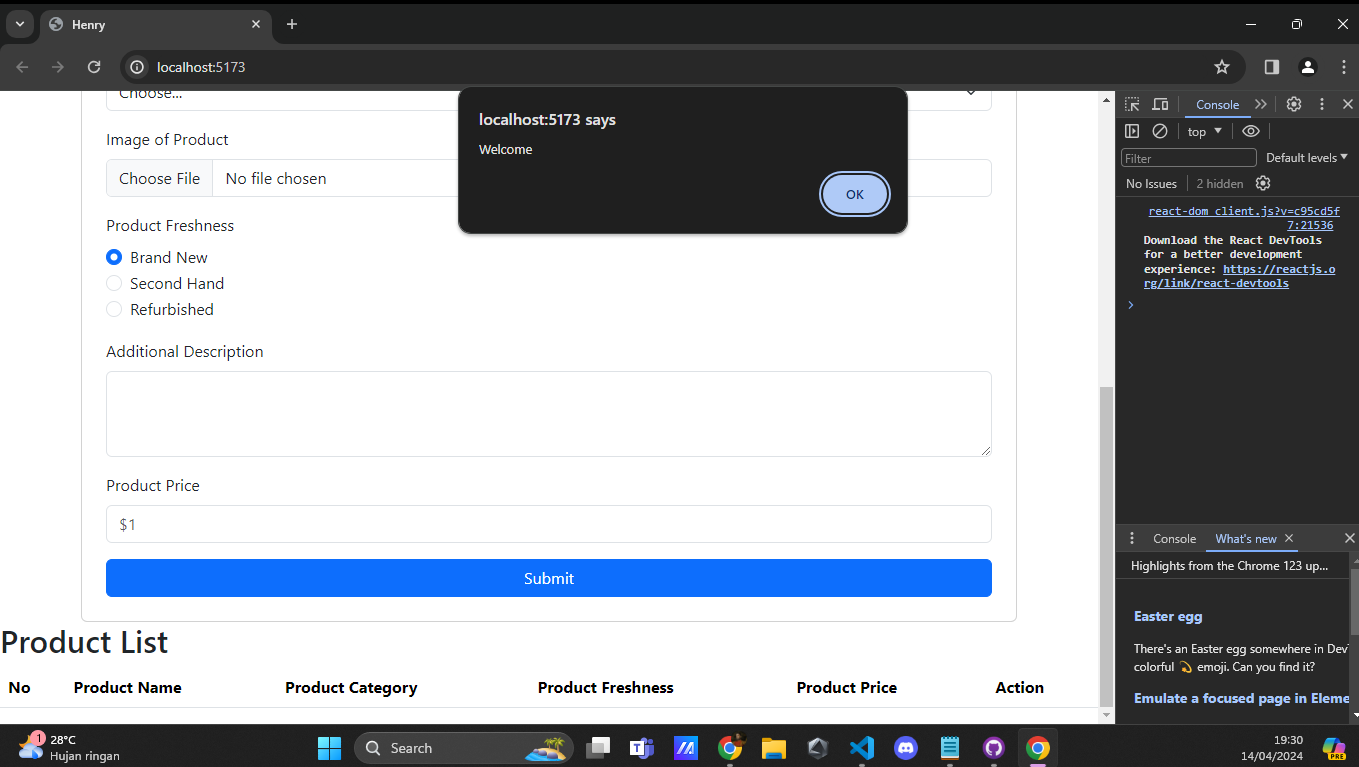 Henry
localhost:5173
Choose...
localhost:5173 says
Welcome
OK
Image of Product
Choose File No file chosen
Product Freshness
Brand New
Second Hand
Refurbished
Additional Description
Product Price
$1
Submit
Product List
No Product Name Product Category Product Freshness Product Price Action
Console
top
Filter Default levels
No Issues 2 hidden
react-dom_client.js?v=c95cd5f
7:21536
Download the React DevTools
for a better development
experience: https://reactjs.o
rg/link/react-devtools
Console What's new
Highlights from the Chrome 123 up...
Easter egg
There's an Easter egg somewhere in Dev
colorful 💫 emoji. Can you find it?
Emulate a focused page in Eleme
1
28°C
Hujan ringan
Search
19:30
14/04/2024
PRE